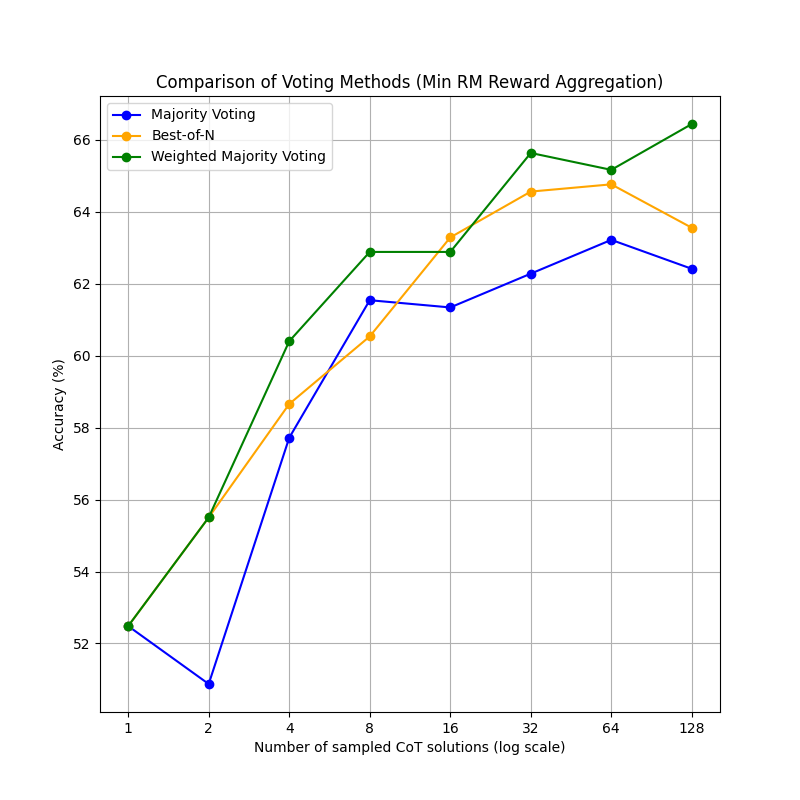 Comparison of Voting Methods (Min RM Reward Aggregation)
Majority Voting
Best-of-N
Weighted Majority Voting
66
64
62
60
58
56
54
52
Accuracy (%)
1 2 4 8 16 32 64 128
Number of sampled CoT solutions (log scale)